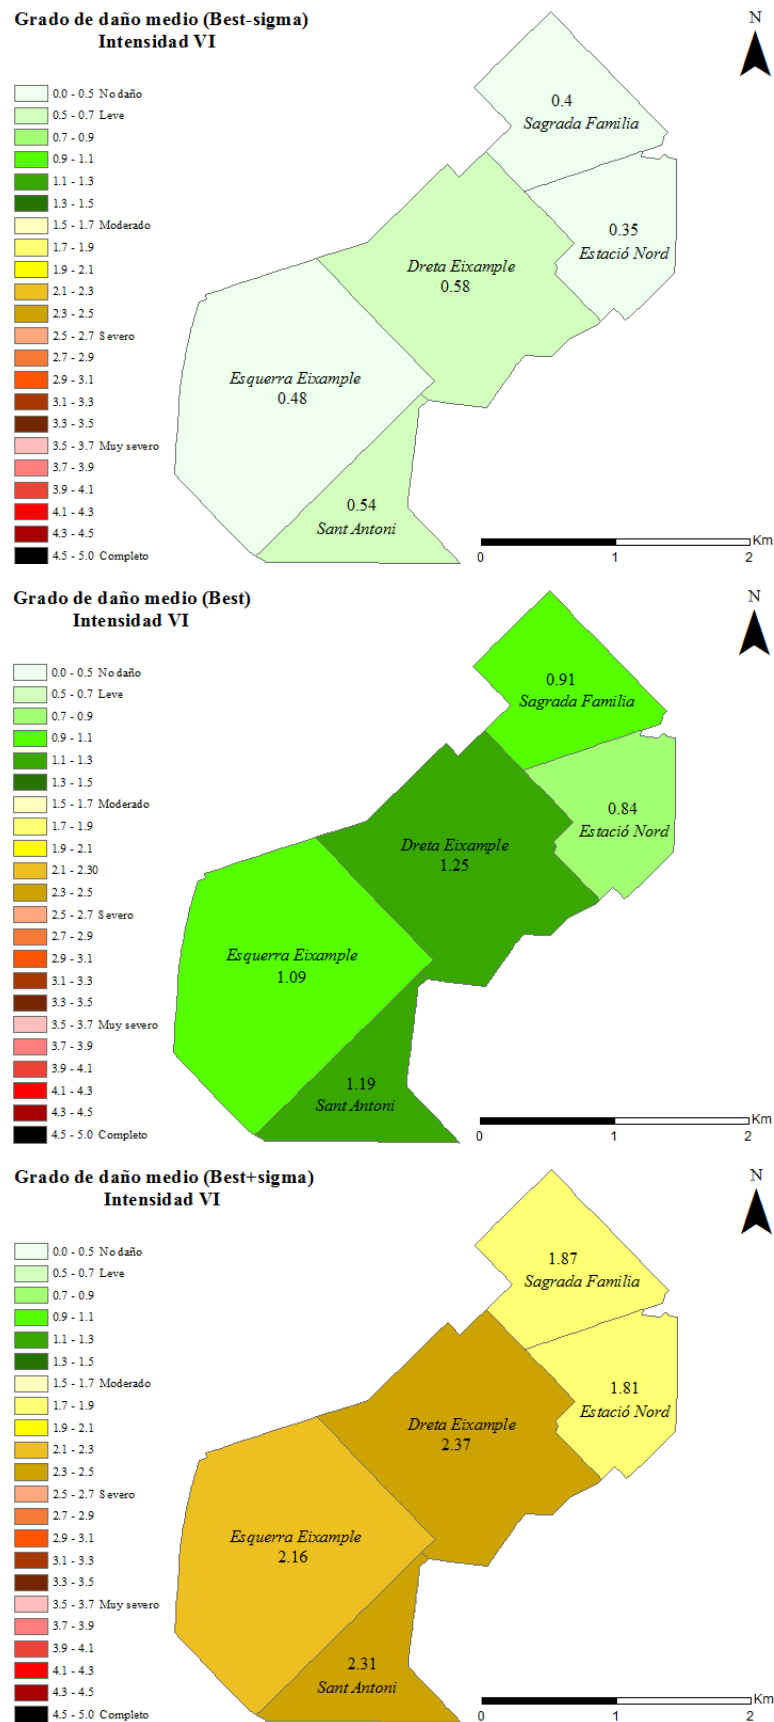 Grado de daño medio (Best-sigma)
Intensidad VI
N
0.0 - 0.5 No daño
0.5 - 0.7 Leve
0.7 - 0.9
0.9 - 1.1
1.1 - 1.3
1.3 - 1.5
1.5 - 1.7 Moderado
1.7 - 1.9
1.9 - 2.1
2.1 - 2.3
2.3 - 2.5
2.5 - 2.7 Severo
2.7 - 2.9
2.9 - 3.1
3.1 - 3.3
3.3 - 3.5
3.5 - 3.7 Muy severo
3.7 - 3.9
3.9 - 4.1
4.1 - 4.3
4.3 - 4.5
4.5 - 5.0 Completo
0.4
Sagrada Familia
0.35
Estació Nord
Dreta Eixample
0.58
Esquerra Eixample
0.48
0.54
Sant Antoni
Km
0 1 2
Grado de daño medio (Best)
Intensidad VI
N
0.0 - 0.5 No daño
0.5 - 0.7 Leve
0.7 - 0.9
0.9 - 1.1
1.1 - 1.3
1.3 - 1.5
1.5 - 1.7 Moderado
1.7 - 1.9
1.9 - 2.1
2.1 - 2.30
2.3 - 2.5
2.5 - 2.7 Severo
2.7 - 2.9
2.9 - 3.1
3.1 - 3.3
3.3 - 3.5
3.5 - 3.7 Muy severo
3.7 - 3.9
3.9 - 4.1
4.1 - 4.3
4.3 - 4.5
4.5 - 5.0 Completo
0.91
Sagrada Familia
0.84
Estació Nord
Dreta Eixample
1.25
Esquerra Eixample
1.09
1.19
Sant Antoni
Km
0 1 2
Grado de daño medio (Best+sigma)
Intensidad VI
N
0.0 - 0.5 No daño
0.5 - 0.7 Leve
0.7 - 0.9
0.9 - 1.1
1.1 - 1.3
1.3 - 1.5
1.5 - 1.7 Moderado
1.7 - 1.9
1.9 - 2.1
2.1 - 2.3
2.3 - 2.5
2.5 - 2.7 Severo
2.7 - 2.9
2.9 - 3.1
3.1 - 3.3
3.3 - 3.5
3.5 - 3.7 Muy severo
3.7 - 3.9
3.9 - 4.1
4.1 - 4.3
4.3 - 4.5
4.5 - 5.0 Completo
1.87
Sagrada Familia
1.81
Estació Nord
Dreta Eixample
2.37
Esquerra Eixample
2.16
2.31
Sant Antoni
Km
0 1 2